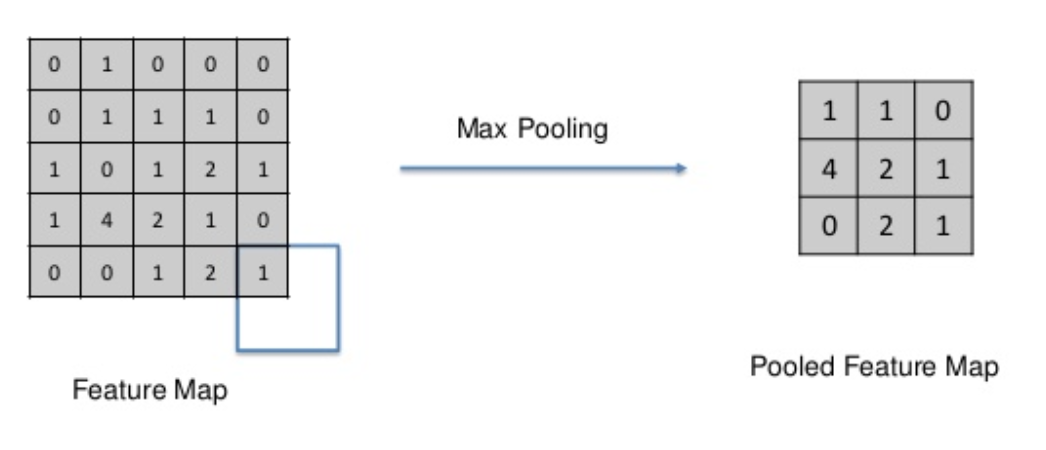 0 1 0 0 0
0 1 1 1 0
1 0 1 2 1
1 4 2 1 0
0 0 1 2 1
Feature Map
Max Pooling
1 1 0
4 2 1
0 2 1
Pooled Feature Map